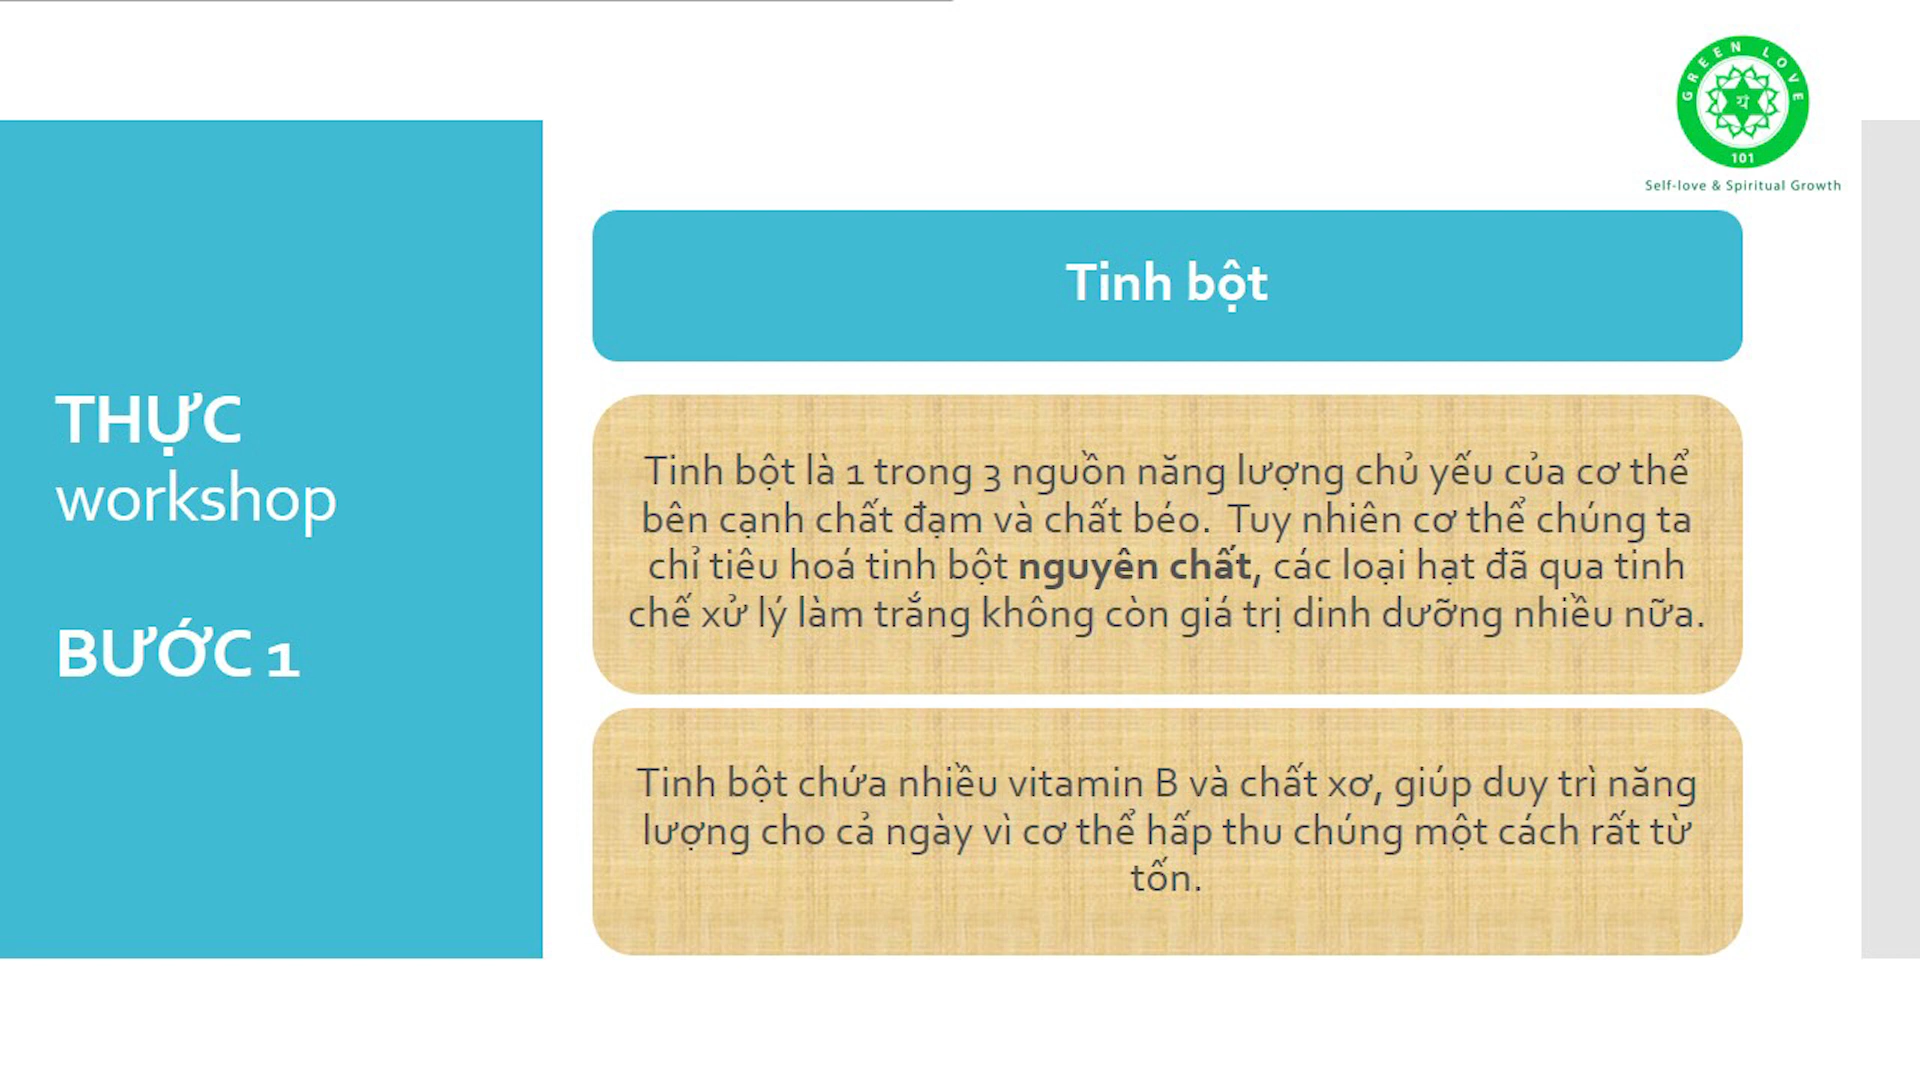 GREEN LOVE
101
Self-love & Spiritual Growth
THỰC
workshop
BƯỚC 1
Tinh bột
Tinh bột là 1 trong 3 nguồn năng lượng chủ yếu của cơ thể
bên cạnh chất đạm và chất béo. Tuy nhiên cơ thể chúng ta
chỉ tiêu hoá tinh bột nguyên chất, các loại hạt đã qua tinh
chế xử lý làm trắng không còn giá trị dinh dưỡng nhiều nữa.
Tinh bột chứa nhiều vitamin B và chất xơ, giúp duy trì năng
lượng cho cả ngày vì cơ thể hấp thu chúng một cách rất từ
tốn.